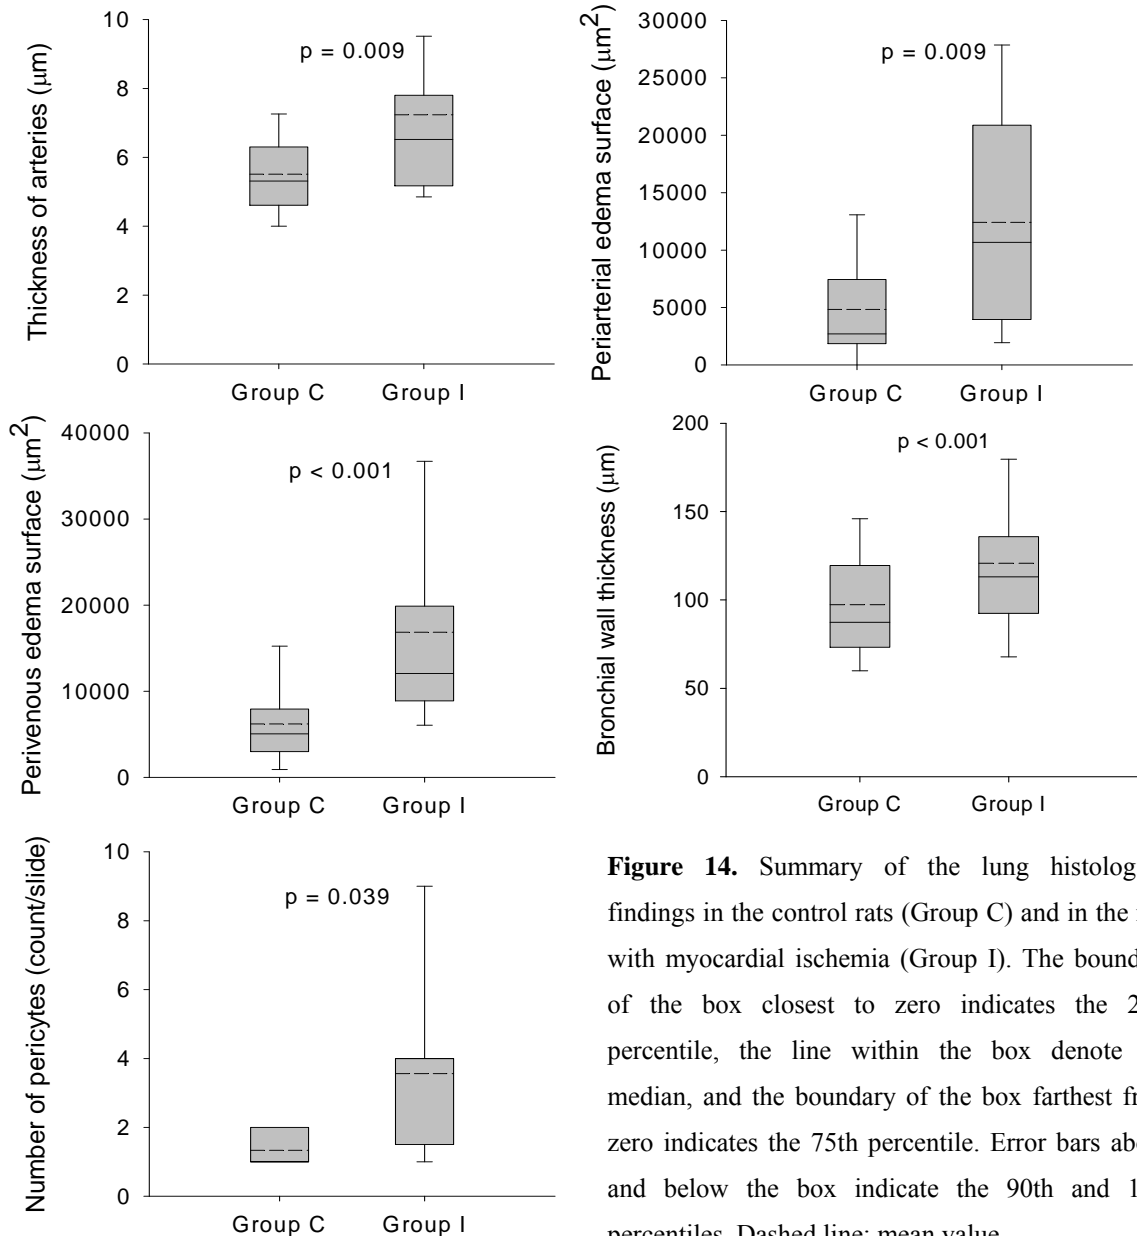 Thickness of arteries (μm)
10
8
6
4
2
0
p = 0.009
Group C Group I
Periarterial edema surface (μm²)
30000
25000
20000
15000
10000
5000
0
p = 0.009
Group C Group I
Perivenous edema surface (μm²)
40000
30000
20000
10000
0
p < 0.001
Group C Group I
Bronchial wall thickness (μm)
200
150
100
50
0
p < 0.001
Group C Group I
Number of pericytes (count/slide)
10
8
6
4
2
0
p = 0.039
Group C Group I
Figure 14. Summary of the lung histolog
findings in the control rats (Group C) and in the
with myocardial ischemia (Group I). The bound
of the box closest to zero indicates the 2
percentile, the line within the box denote
median, and the boundary of the box farthest fr
zero indicates the 75th percentile. Error bars ab
and below the box indicate the 90th and 1
percentiles. Dashed line: mean value